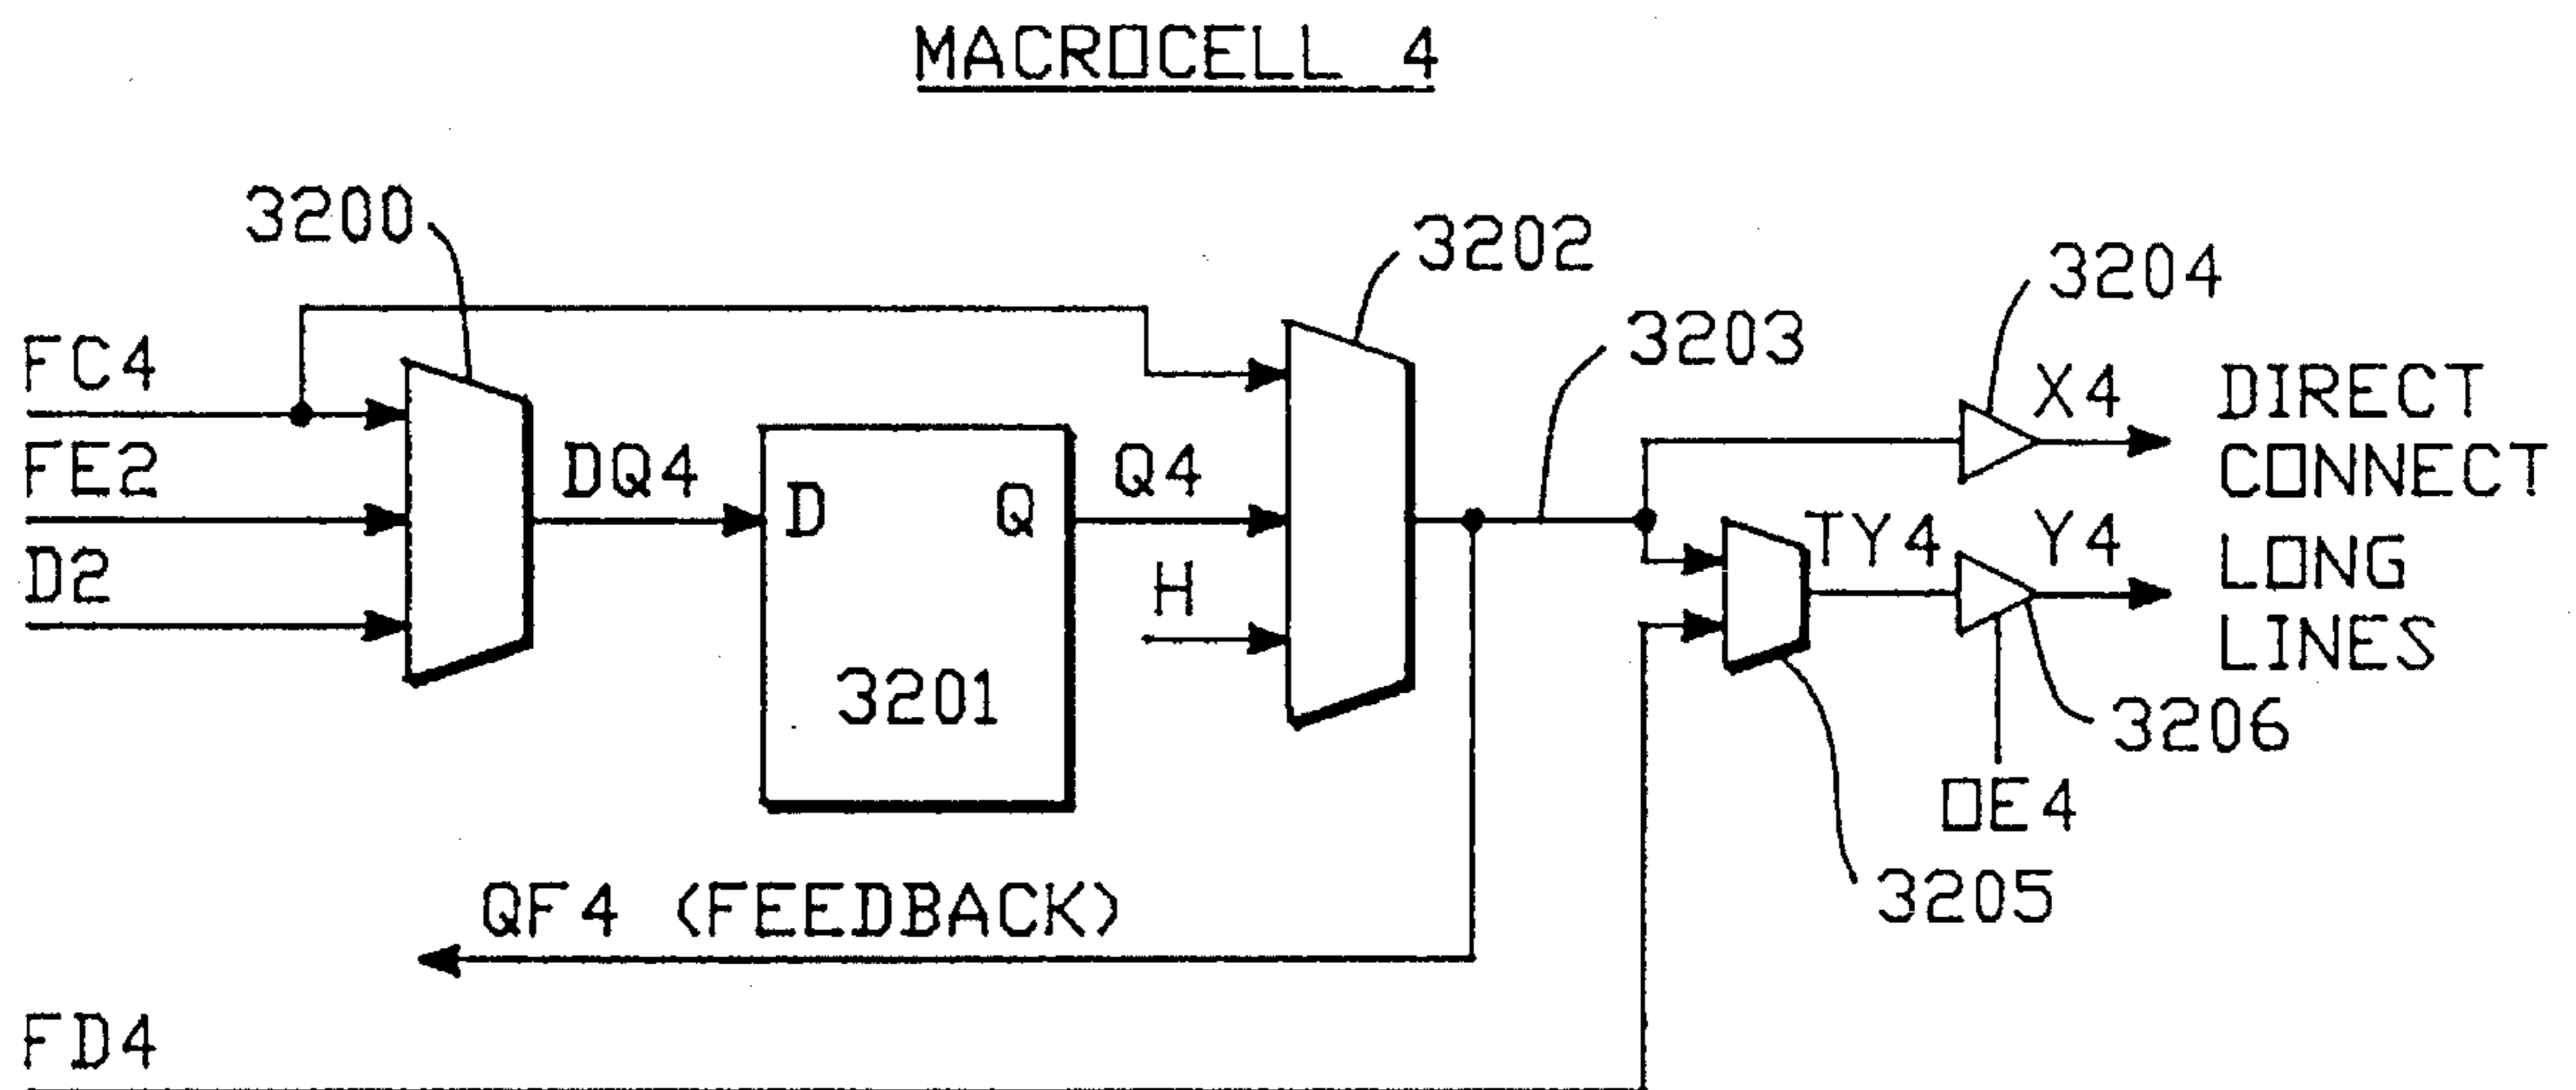 MACROCELL 4
3200
3202
3204
3203
FC4
X4
DIRECT
CONNECT
FE2
DQ4
D
Q
Q4
TY4
Y4
LONG
LINES
D2
H
3201
3206
OE4
3205
QF4 (FEEDBACK)
FD4